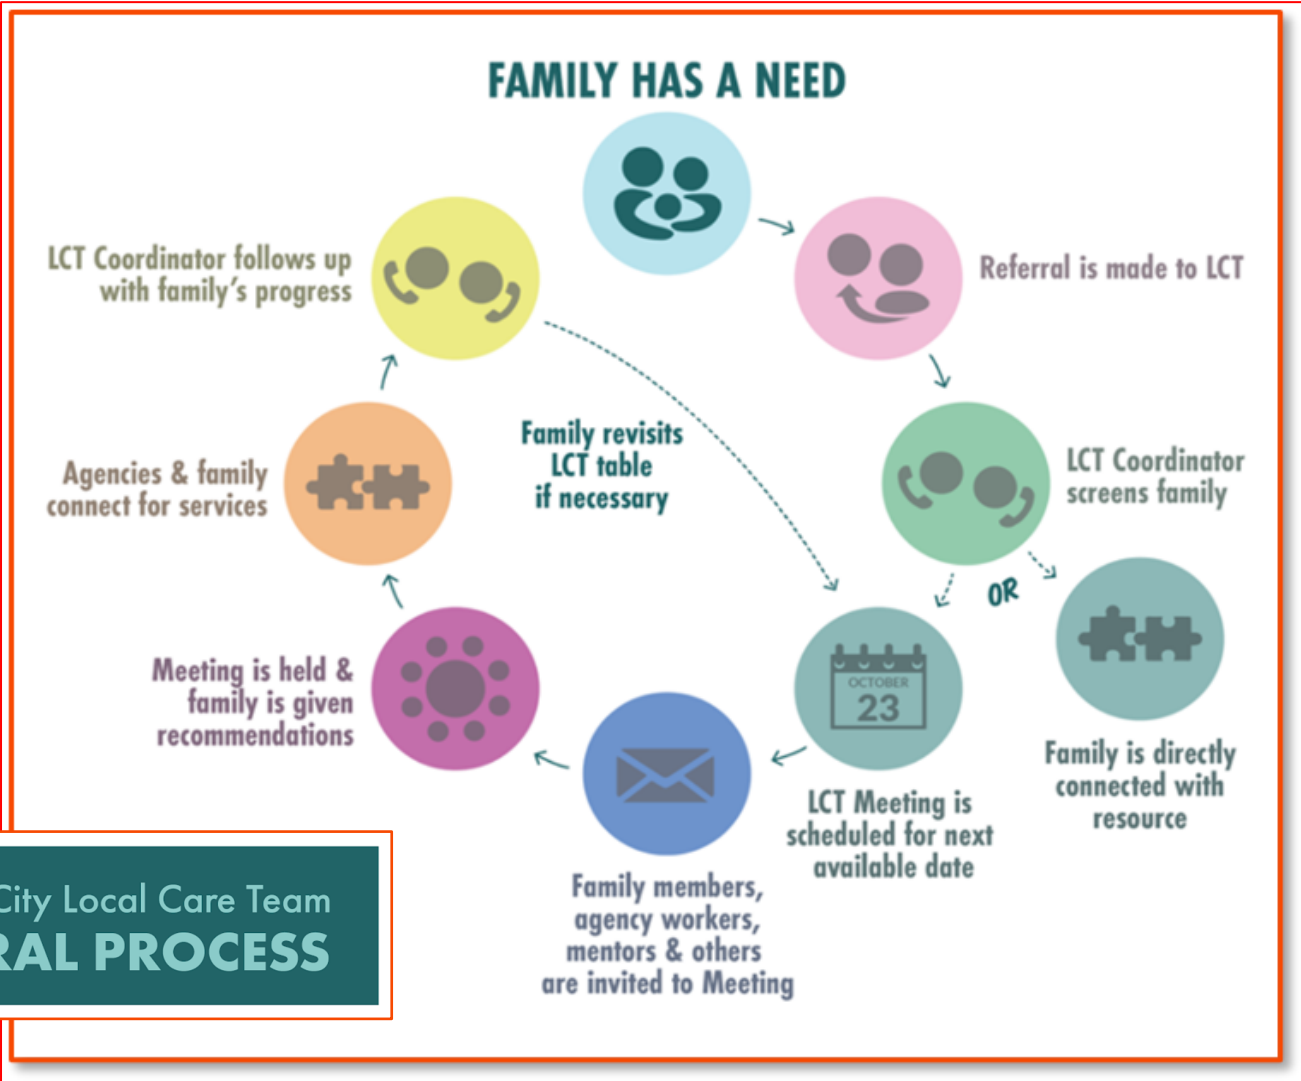 FAMILY HAS A NEED
Referral is made to LCT
LCT Coordinator
screens family
OR
Family is directly
connected with
resource
OCTOBER
23
LCT Meeting is
scheduled for next
available date
Family members,
agency workers,
mentors & others
are invited to Meeting
Meeting is held &
family is given
recommendations
Agencies & family
connect for services
LCT Coordinator follows up
with family's progress
Family revisits
LCT table
if necessary
City Local Care Team
RAL PROCESS